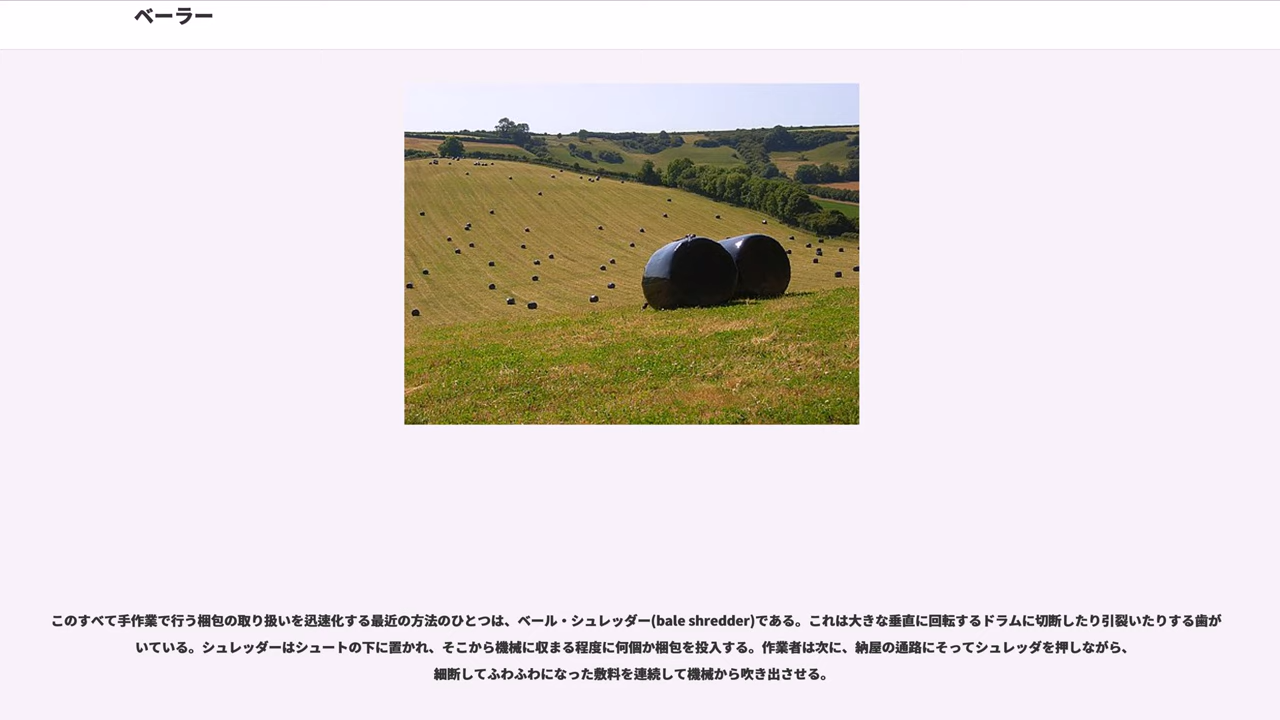 ベーラー
このすべて手作業で行う梱包の取り扱いを迅速化する最近の方法のひとつは、ベール・シュレッダー(bale shredder)である。これは大きな垂直に回転するドラムに切断したり引裂いたりする歯が
いている。シュレッダーはシュートの下に置かれ、そこから機械に収まる程度に何個か梱包を投入する。作業者は次に、納屋の通路にそってシュレッダを押しながら、
細断してふわふわになった敷料を連続して機械から吹き出させる。